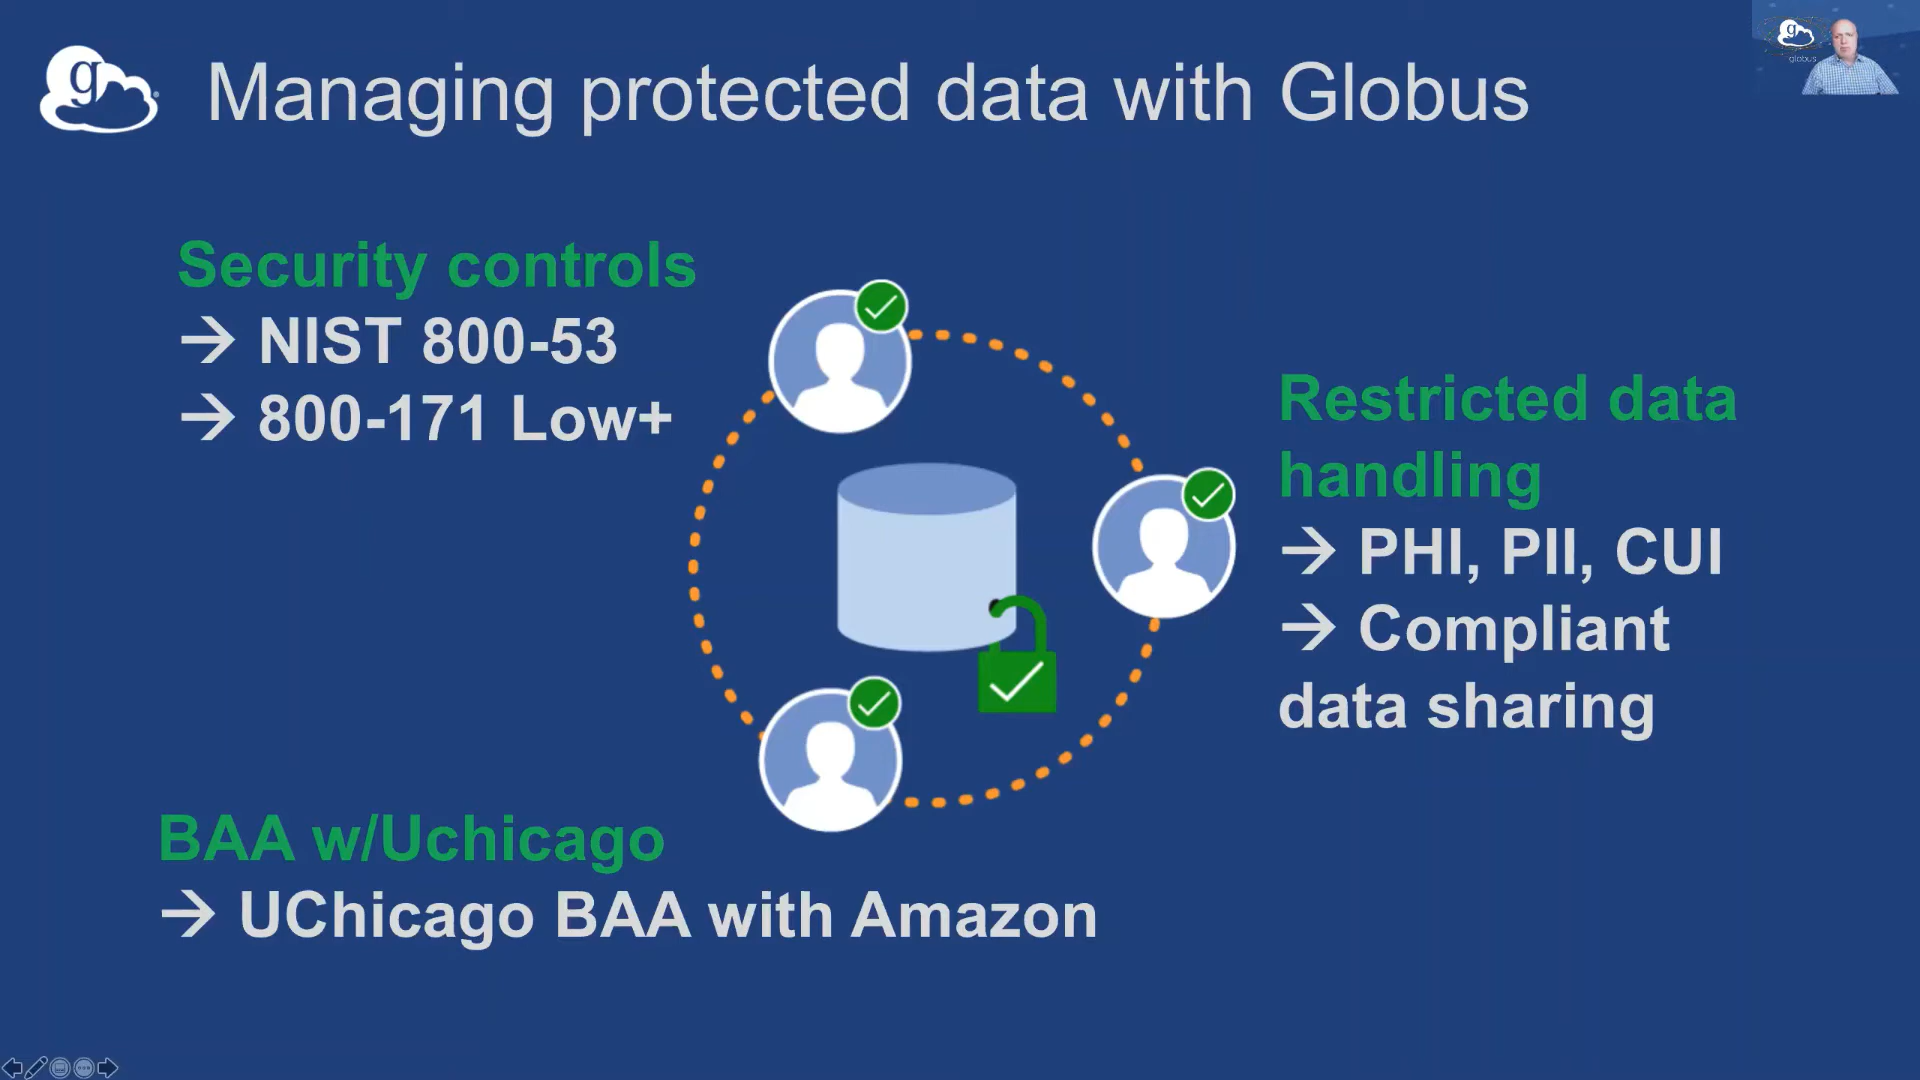 g
Managing protected data with Globus
g
globus
Security controls
→ NIST 800-53
→ 800-171 Low+
Restricted data
handling
→ PHI, PII, CUI
→ Compliant
data sharing
BAA w/Uchicago
→ UChicago BAA with Amazon